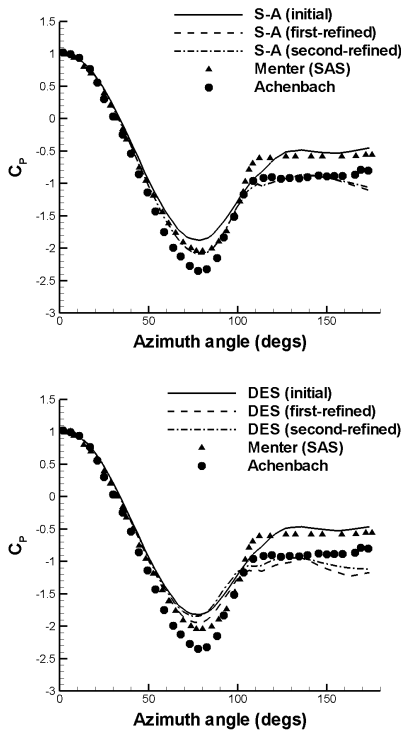 S-A (initial)
S-A (first-refined)
S-A (second-refined)
Menter (SAS)
Achenbach
1.5
1
0.5
0
-0.5
-1
-1.5
-2
-2.5
-3
CP
0 50 100 150
Azimuth angle (degs)
DES (initial)
DES (first-refined)
DES (second-refined)
Menter (SAS)
Achenbach
1.5
1
0.5
0
-0.5
-1
-1.5
-2
-2.5
-3
CP
0 50 100 150
Azimuth angle (degs)